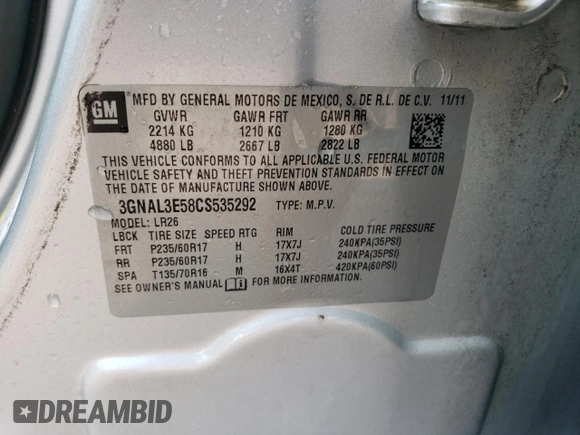 GM
MFD BY GENERAL MOTORS DE MEXICO, S. DE R.L. DE C.V. 11/11
GVWR GAWR FRT GAWR RR
2214 KG 1210 KG 1280 KG
4880 LB 2667 LB 2822 LB
THIS VEHICLE CONFORMS TO ALL APPLICABLE U.S. FEDERAL MOTOR
VEHICLE SAFETY AND THEFT PREVENTION STANDARDS IN EFFECT ON
THE DATE OF MANUFACTURE SHOWN ABOVE.
3GNAL3E58CS535292 TYPE: M.P.V.
MODEL: LR26
LBCK TIRE SIZE SPEED RTG RIM COLD TIRE PRESSURE
FRT P235/60R17 H 17X7J 240KPA(35PSI)
RR P235/60R17 H 17X7J 240KPA(35PSI)
SPA T135/70R16 M 16X4T 420KPA(60PSI)
SEE OWNER'S MANUAL FOR MORE INFORMATION.
DREAMBID